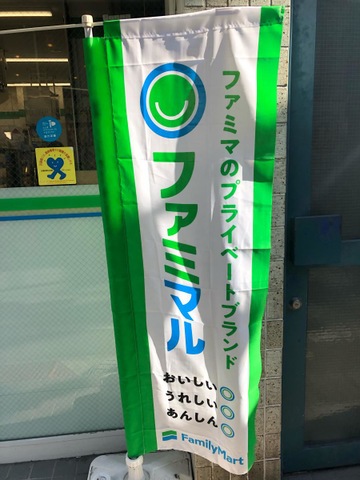 ファミマのプライベートブランド
ファミマル
おいしい◎
うれしい◎
あんしん◎
FamilyMart